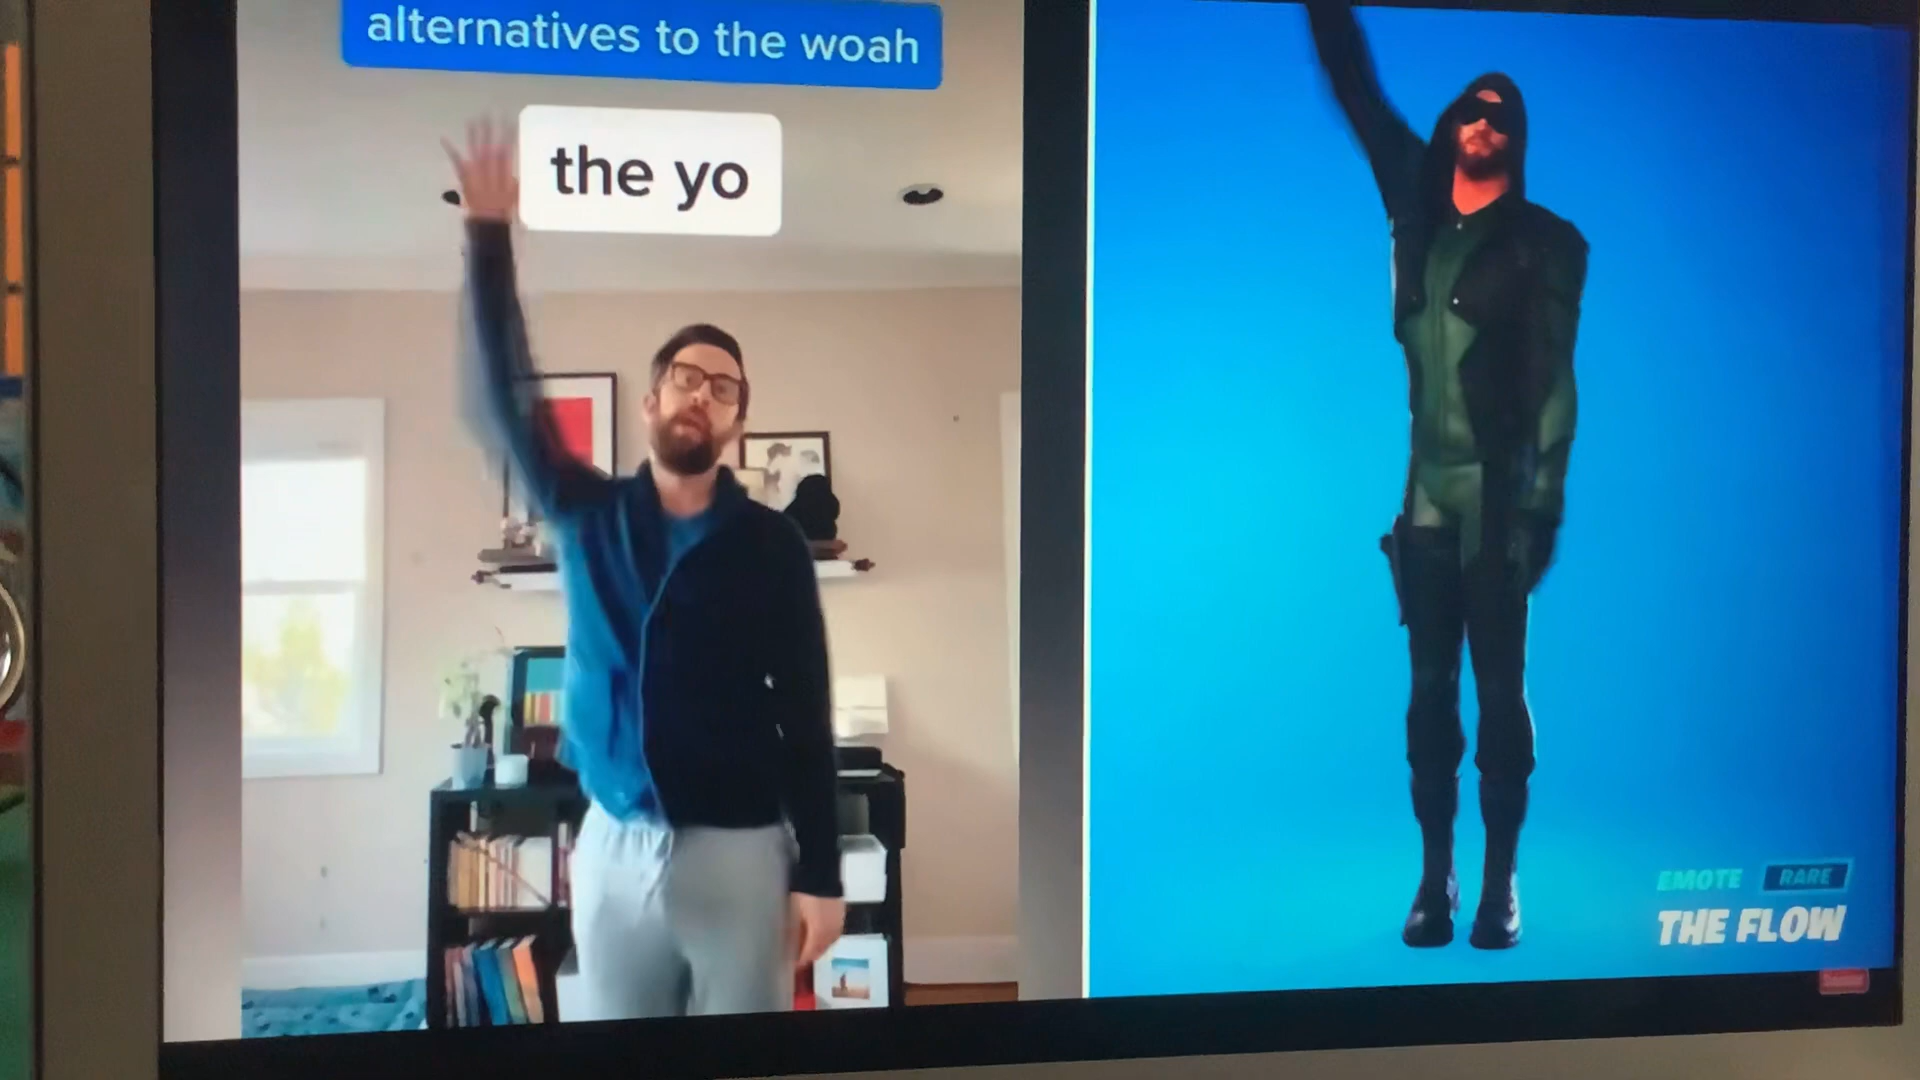 alternatives to the woah
the yo
EMOTE RARE
THE FLOW